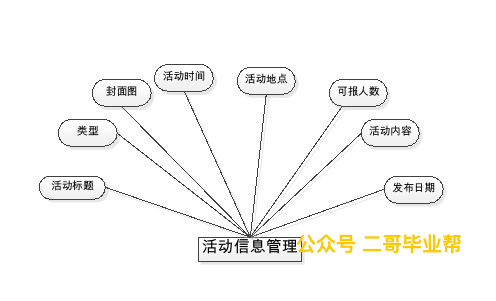 活动时间
活动地点
封面图
可报人数
类型
活动内容
活动标题
发布日期
活动信息管理
公众号 二哥毕业帮